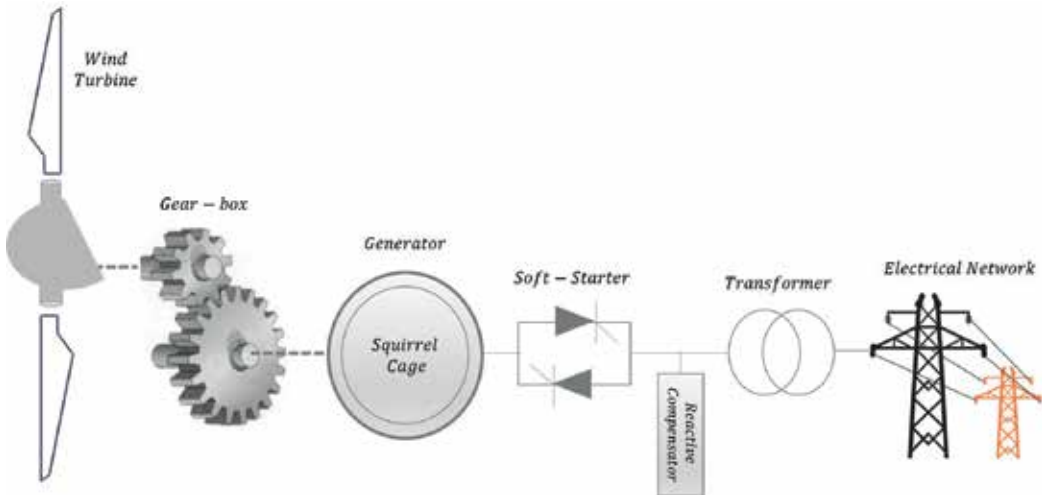 Wind
Turbine
Gear – box
Generator
Soft – Starter
Transformer
Electrical Network
Squirrel
Cage
Reactive
Compensator